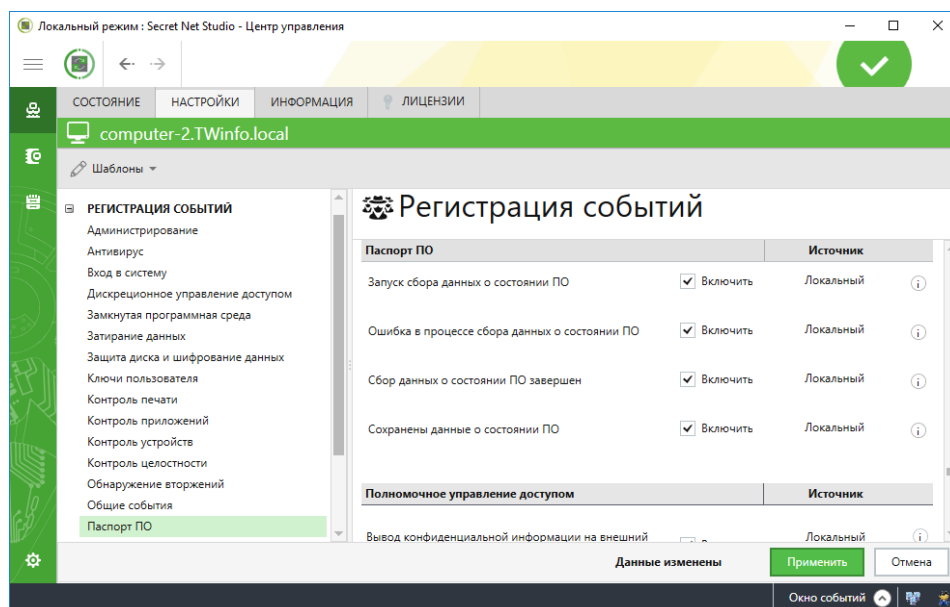 Локальный режим : Secret Net Studio - Центр управления
СОСТОЯНИЕ НАСТРОЙКИ ИНФОРМАЦИЯ ЛИЦЕНЗИИ
computer-2.TWinfo.local
Шаблоны
РЕГИСТРАЦИЯ СОБЫТИЙ
Администрирование
Антивирус
Вход в систему
Дискреционное управление доступом
Замкнутая программная среда
Затирание данных
Защита диска и шифрование данных
Ключи пользователя
Контроль печати
Контроль приложений
Контроль устройств
Контроль целостности
Обнаружение вторжений
Общие события
Паспорт ПО
Регистрация событий
Паспорт ПО Источник
Запуск сбора данных о состоянии ПО Включить Локальный
Ошибка в процессе сбора данных о состоянии ПО Включить Локальный
Сбор данных о состоянии ПО завершен Включить Локальный
Сохранены данные о состоянии ПО Включить Локальный
Полномочное управление доступом Источник
Вывод конфиденциальной информации на внешний Локальный
Данные изменены Применить Отмена
Окно событий